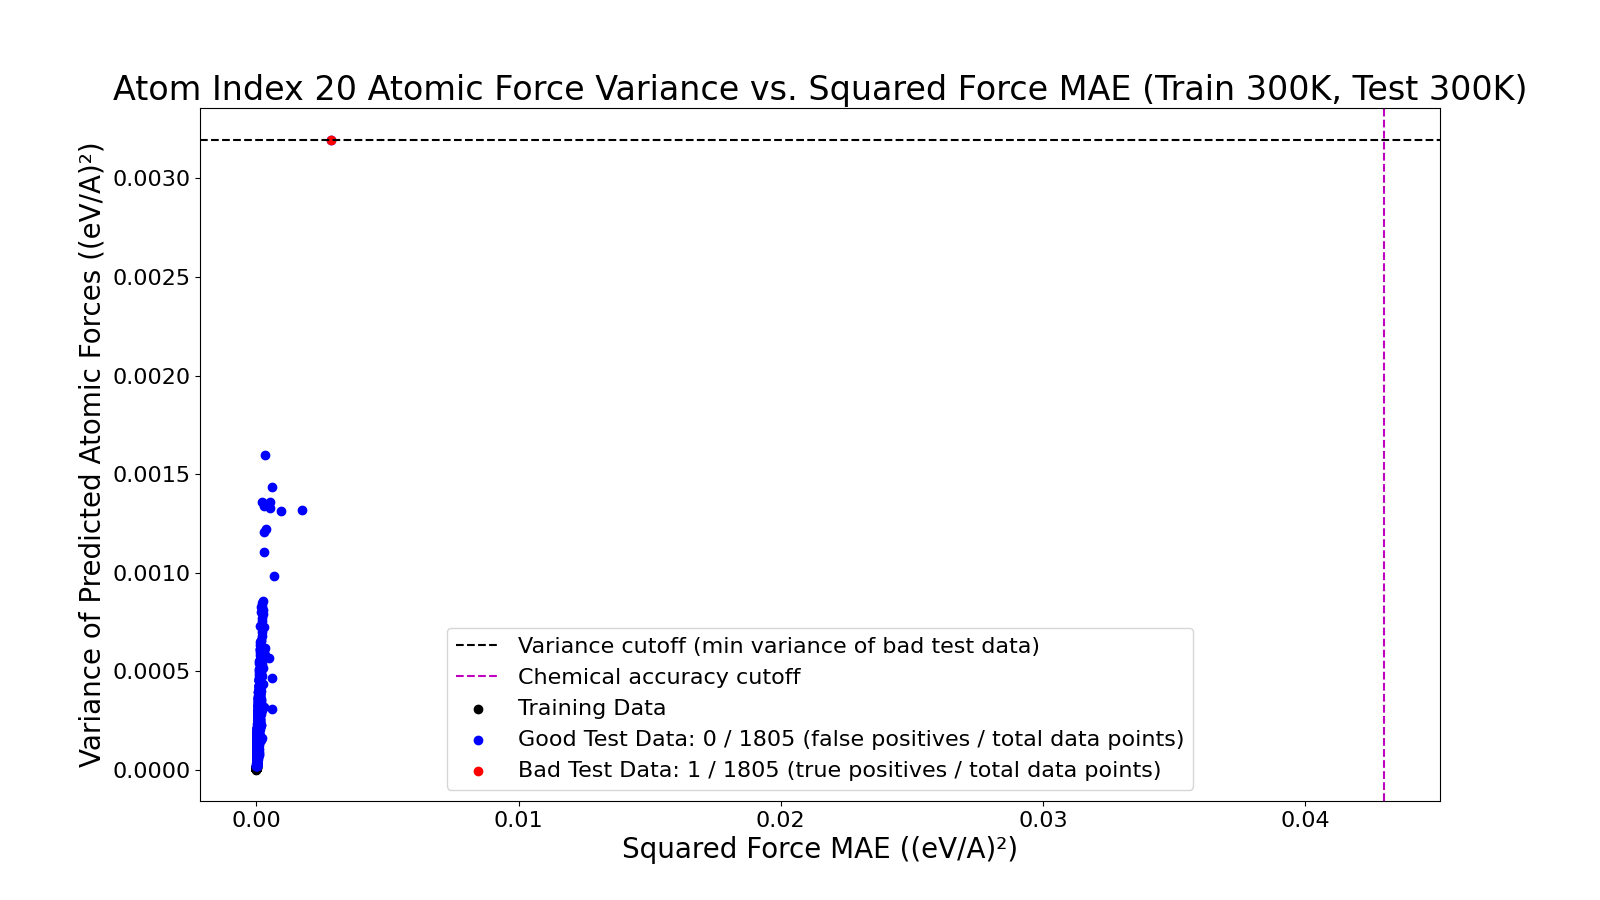 Atom Index 20 Atomic Force Variance vs. Squared Force MAE (Train 300K, Test 300K)
Variance of Predicted Atomic Forces ((eV/A)²)
0.0030
0.0025
0.0020
0.0015
0.0010
0.0005
0.0000
Variance cutoff (min variance of bad test data)
Chemical accuracy cutoff
Training Data
Good Test Data: 0 / 1805 (false positives / total data points)
Bad Test Data: 1 / 1805 (true positives / total data points)
0.00 0.01 0.02 0.03 0.04
Squared Force MAE ((eV/A)²)